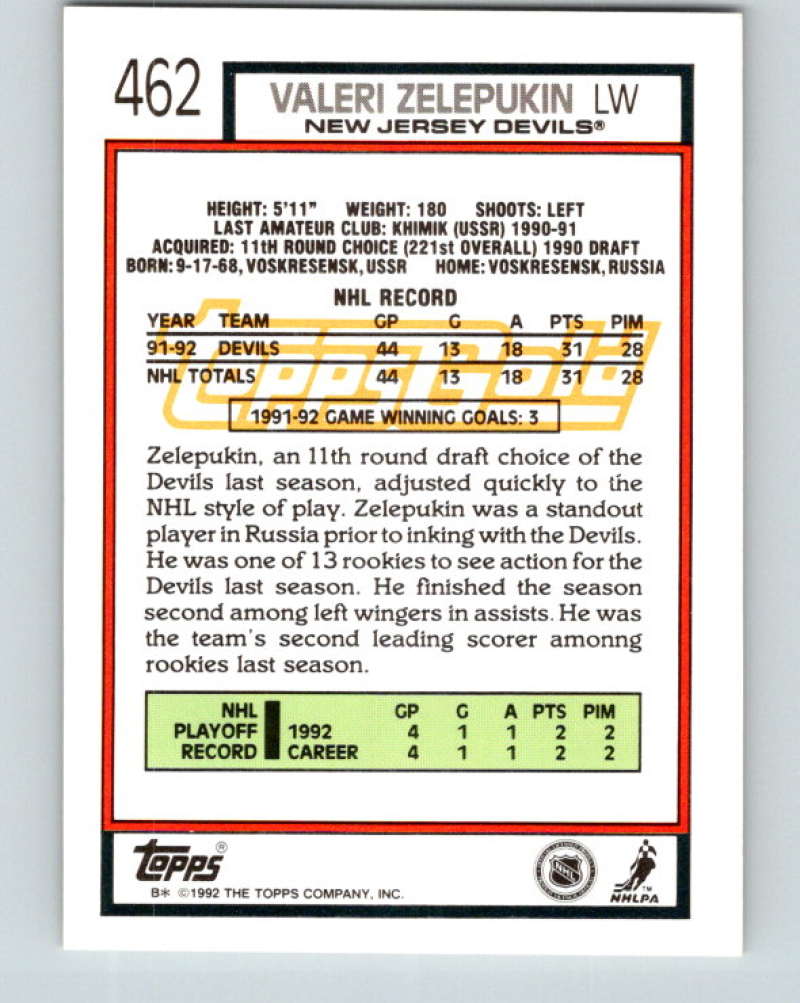 462
VALERI ZELEPUKIN LW
NEW JERSEY DEVILS®
HEIGHT: 5'11" WEIGHT: 180 SHOOTS: LEFT
LAST AMATEUR CLUB: KHIMIK (USSR) 1990-91
ACQUIRED: 11TH ROUND CHOICE (221st OVERALL) 1990 DRAFT
BORN: 9-17-68, VOSKRESENSK, USSR HOME: VOSKRESENSK, RUSSIA
NHL RECORD
YEAR TEAM GP G A PTS PIM
91-92 DEVILS 44 13 18 31 28
NHL TOTALS 44 13 18 31 28
ToppsGold
1991-92 GAME WINNING GOALS: 3
Zelepukin, an 11th round draft choice of the
Devils last season, adjusted quickly to the
NHL style of play. Zelepukin was a standout
player in Russia prior to inking with the Devils.
He was one of 13 rookies to see action for the
Devils last season. He finished the season
second among left wingers in assists. He was
the team's second leading scorer amonng
rookies last season.
NHL GP G A PTS PIM
PLAYOFF 1992 4 1 1 2 2
RECORD CAREER 4 1 1 2 2
Topps®
B* ©1992 THE TOPPS COMPANY, INC.
NHL
TM
NHLPA